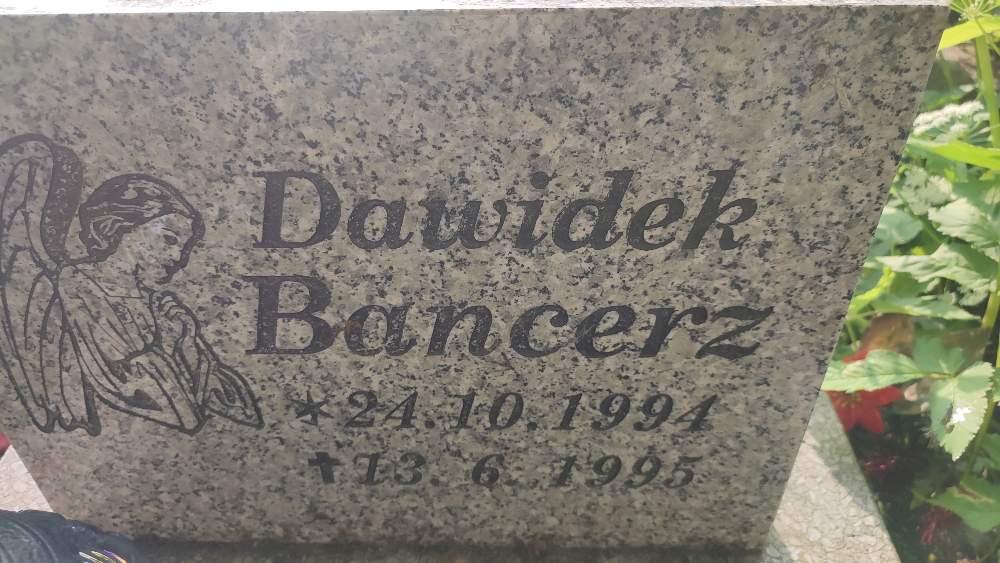 Dawidek
Bancerz
* 24.10.1994
✝ 13. 6. 1995